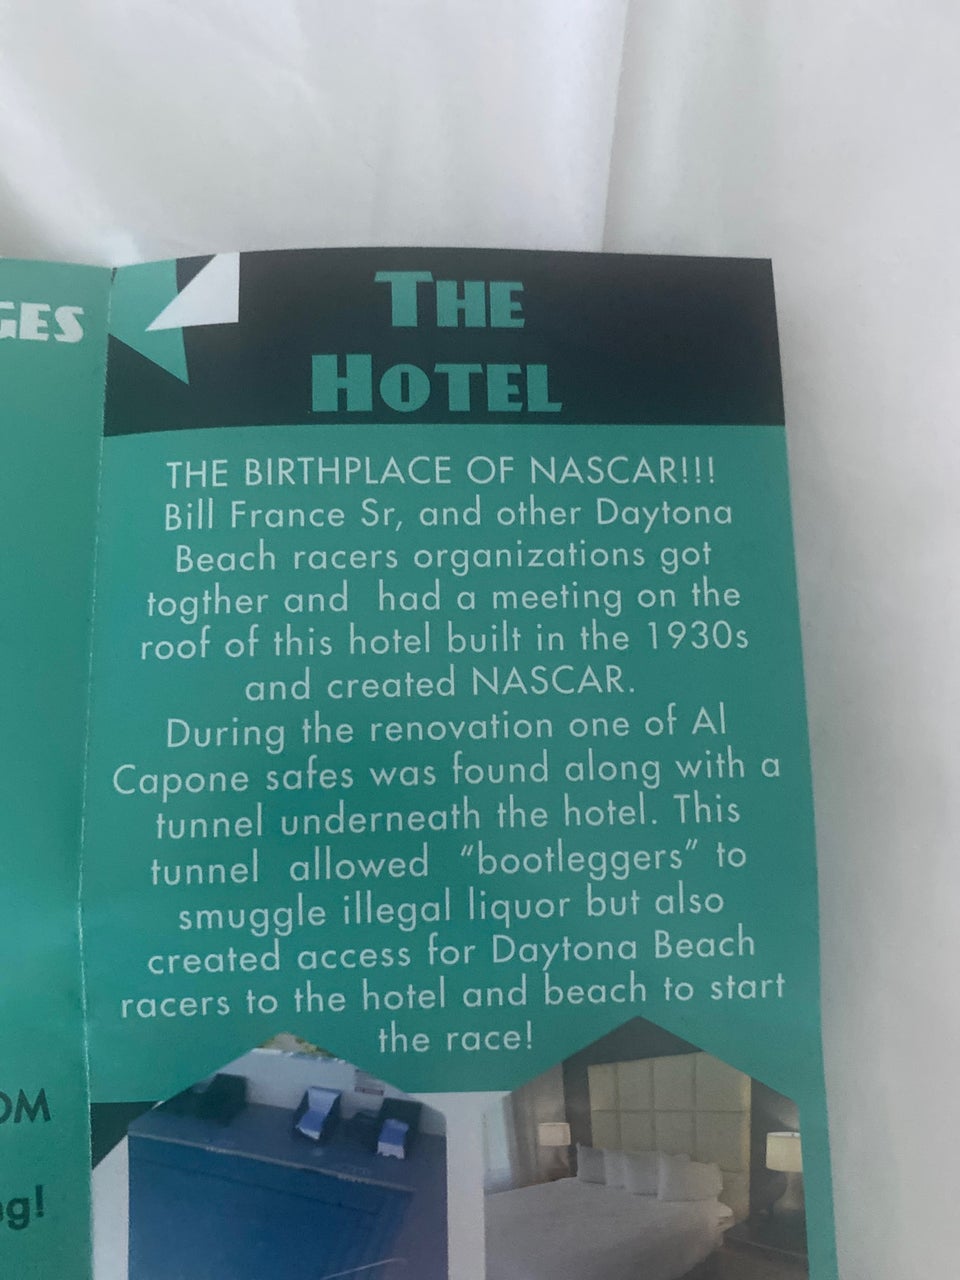 GES
THE
HOTEL
THE BIRTHPLACE OF NASCAR!!!
Bill France Sr, and other Daytona
Beach racers organizations got
togther and had a meeting on the
roof of this hotel built in the 1930s
and created NASCAR.
During the renovation one of Al
Capone safes was found along with a
tunnel underneath the hotel. This
tunnel allowed “bootleggers” to
smuggle illegal liquor but also
created access for Daytona Beach
racers to the hotel and beach to start
the race!
OM
g!